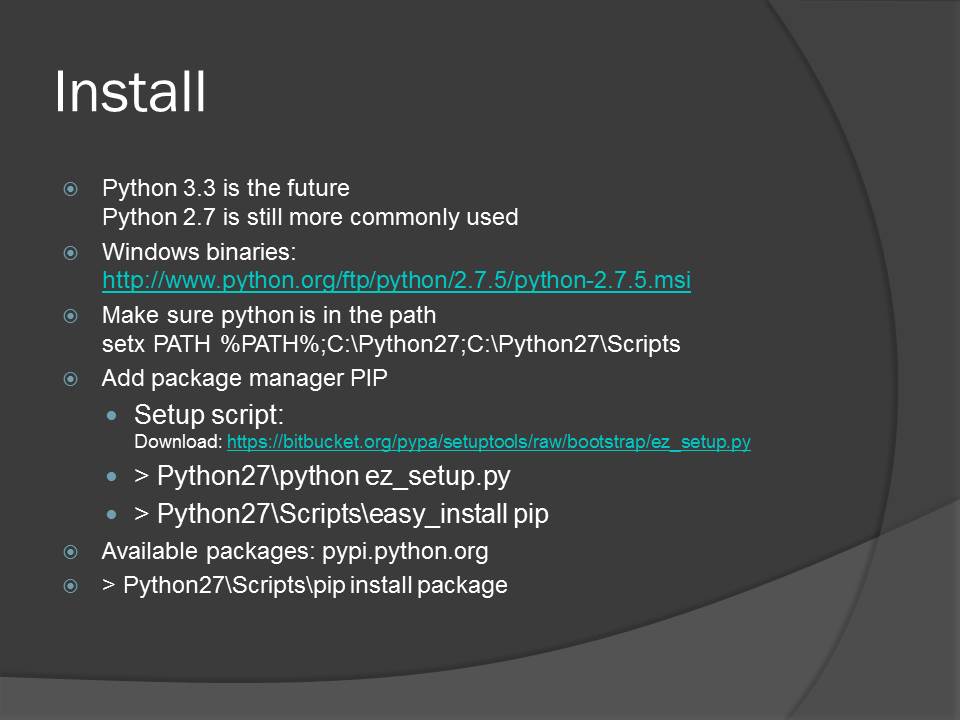 Install
Python 3.3 is the future
Python 2.7 is still more commonly used
Windows binaries:
http://www.python.org/ftp/python/2.7.5/python-2.7.5.msi
Make sure python is in the path
setx PATH %PATH%;C:\Python27;C:\Python27\Scripts
Add package manager PIP
Setup script:
Download: https://bitbucket.org/pypa/setuptools/raw/bootstrap/ez_setup.py
> Python27\python ez_setup.py
> Python27\Scripts\easy_install pip
Available packages: pypi.python.org
> Python27\Scripts\pip install package